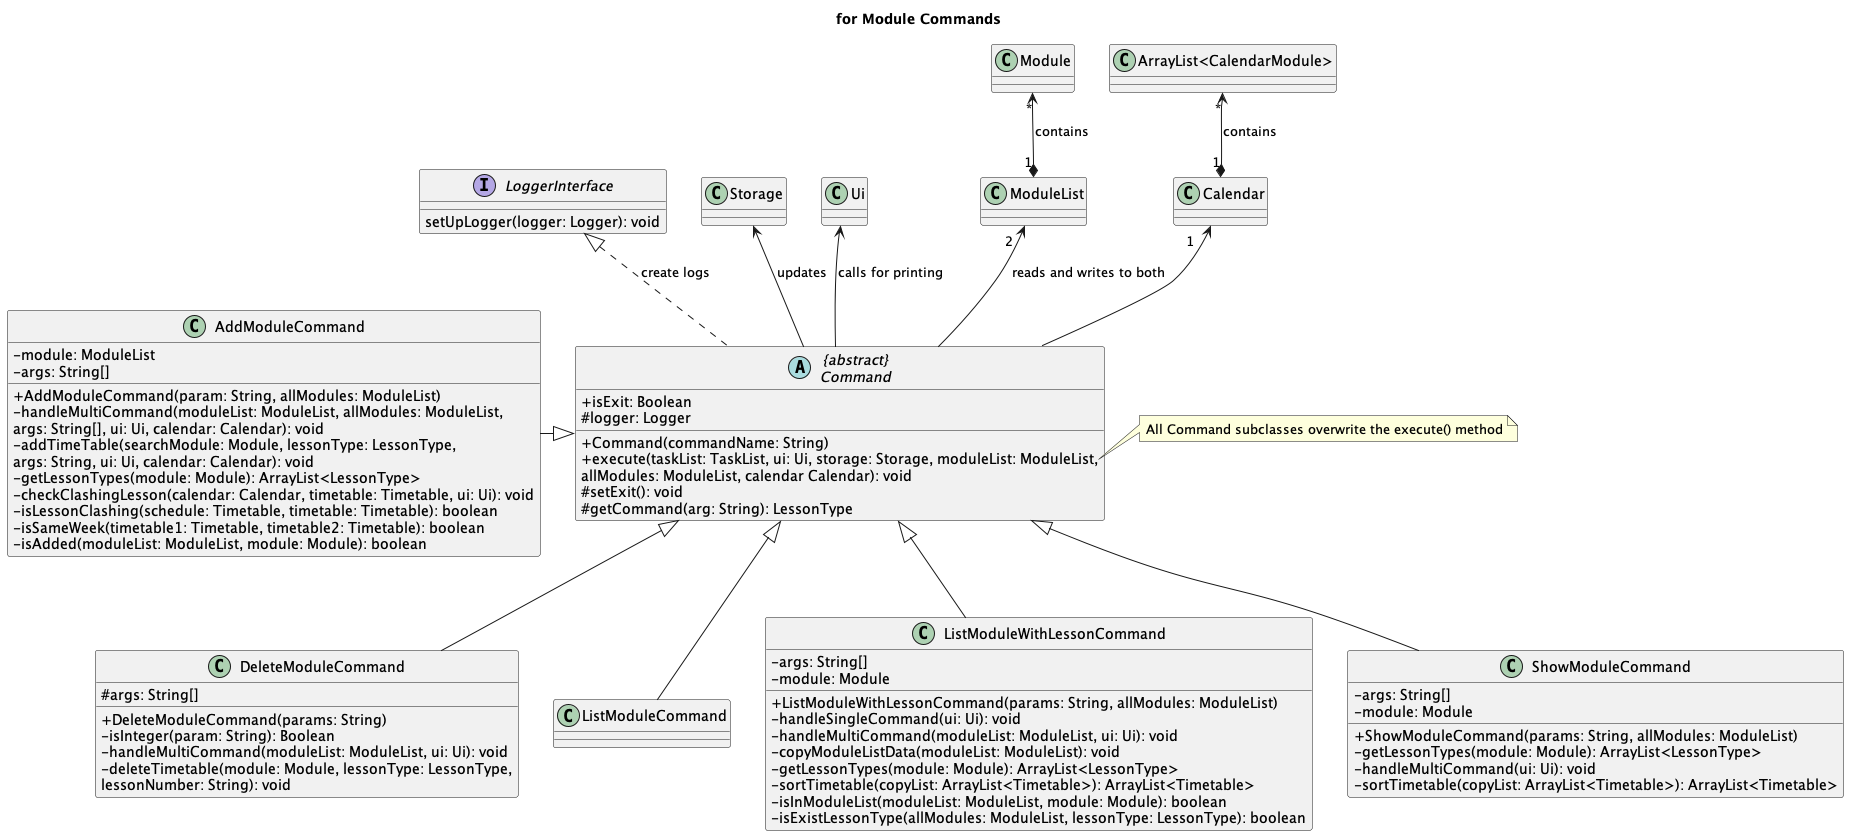 for Module Commands
C Module
C ArrayList<CalendarModule>
*
*
contains
contains
1
1
I LoggerInterface
setUpLogger(logger: Logger): void
C Storage
C Ui
C ModuleList
C Calendar
2
1
create logs
updates
calls for printing
reads and writes to both
C AddModuleCommand
-module: ModuleList
-args: String[]
+AddModuleCommand(param: String, allModules: ModuleList)
-handleMultiCommand(moduleList: ModuleList, allModules: ModuleList,
args: String[], ui: Ui, calendar: Calendar): void
-addTimeTable(searchModule: Module, lessonType: LessonType,
args: String, ui: Ui, calendar: Calendar): void
-getLessonTypes(module: Module): ArrayList<LessonType>
-checkClashingLesson(calendar: Calendar, timetable: Timetable, ui: Ui): void
-isLessonClashing(schedule: Timetable, timetable: Timetable): boolean
-isSameWeek(timetable1: Timetable, timetable2: Timetable): boolean
-isAdded(moduleList: ModuleList, module: Module): boolean
A {abstract}
Command
+isExit: Boolean
#logger: Logger
+Command(commandName: String)
+execute(taskList: TaskList, ui: Ui, storage: Storage, moduleList: ModuleList,
allModules: ModuleList, calendar Calendar): void
#setExit(): void
#getCommand(arg: String): LessonType
All Command subclasses overwrite the execute() method
C DeleteModuleCommand
#args: String[]
+DeleteModuleCommand(params: String)
-isInteger(param: String): Boolean
-handleMultiCommand(moduleList: ModuleList, ui: Ui): void
-deleteTimetable(module: Module, lessonType: LessonType,
lessonNumber: String): void
C ListModuleCommand
C ListModuleWithLessonCommand
-args: String[]
-module: Module
+ListModuleWithLessonCommand(params: String, allModules: ModuleList)
-handleSingleCommand(ui: Ui): void
-handleMultiCommand(moduleList: ModuleList, ui: Ui): void
-copyModuleListData(moduleList: ModuleList): void
-getLessonTypes(module: Module): ArrayList<LessonType>
-sortTimetable(copyList: ArrayList<Timetable>): ArrayList<Timetable>
-isInModuleList(moduleList: ModuleList, module: Module): boolean
-isExistLessonType(allModules: ModuleList, lessonType: LessonType): boolean
C ShowModuleCommand
-args: String[]
-module: Module
+ShowModuleCommand(params: String, allModules: ModuleList)
-getLessonTypes(module: Module): ArrayList<LessonType>
-handleMultiCommand(ui: Ui): void
-sortTimetable(copyList: ArrayList<Timetable>): ArrayList<Timetable>